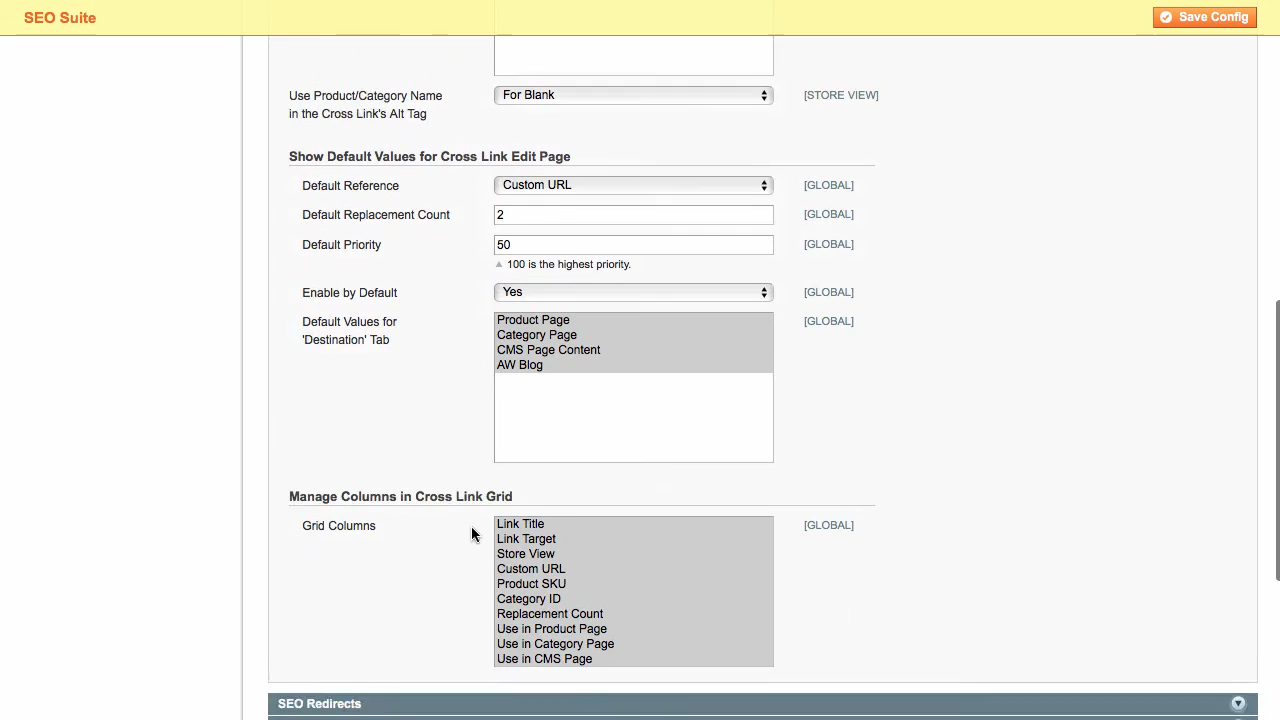 SEO Suite
Save Config
Use Product/Category Name
in the Cross Link's Alt Tag
For Blank
[STORE VIEW]
Show Default Values for Cross Link Edit Page
Default Reference
Custom URL
[GLOBAL]
Default Replacement Count
2
[GLOBAL]
Default Priority
50
[GLOBAL]
100 is the highest priority.
Enable by Default
Yes
[GLOBAL]
Default Values for
'Destination' Tab
Product Page
Category Page
CMS Page Content
AW Blog
[GLOBAL]
Manage Columns in Cross Link Grid
Grid Columns
Link Title
Link Target
Store View
Custom URL
Product SKU
Category ID
Replacement Count
Use in Product Page
Use in Category Page
Use in CMS Page
[GLOBAL]
SEO Redirects